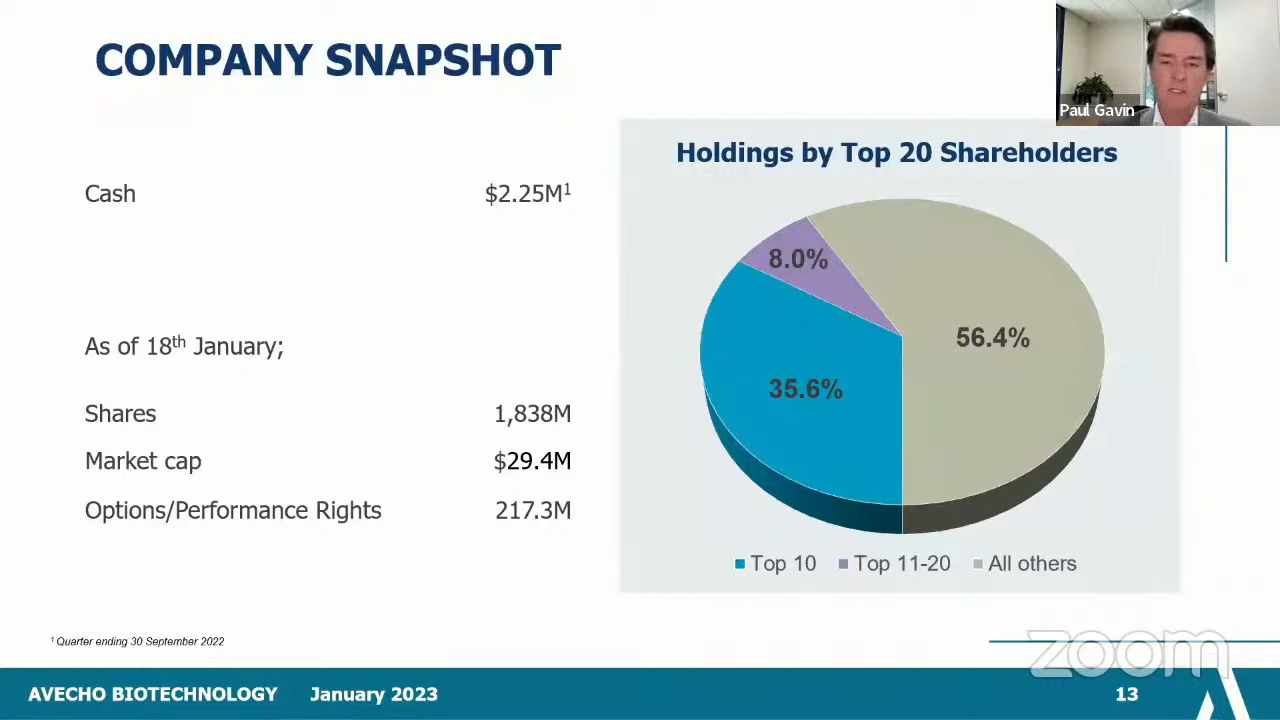 COMPANY SNAPSHOT
Paul Gavin
Cash $2.25M¹
As of 18th January;
Shares 1,838M
Market cap $29.4M
Options/Performance Rights 217.3M
Holdings by Top 20 Shareholders
8.0%
56.4%
35.6%
Top 10 Top 11-20 All others
¹ Quarter ending 30 September 2022
zoom
AVECHO BIOTECHNOLOGY January 2023 13